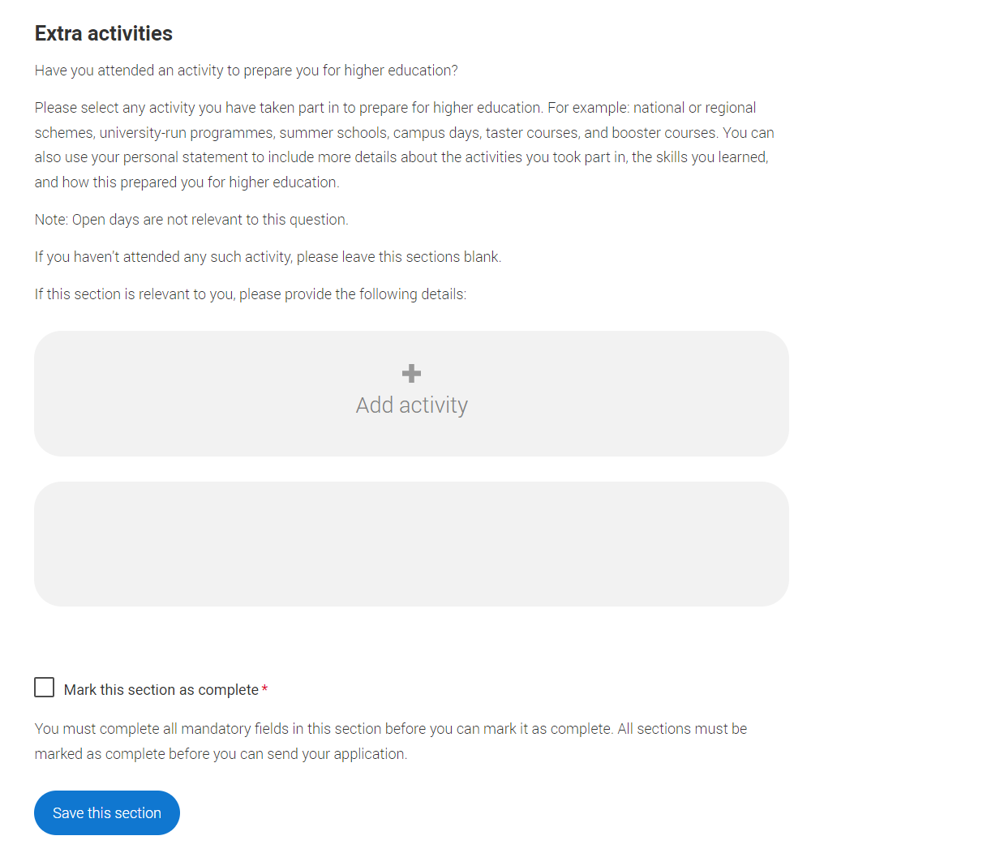 Extra activities
Have you attended an activity to prepare you for higher education?
Please select any activity you have taken part in to prepare for higher education. For example: national or regional
schemes, university-run programmes, summer schools, campus days, taster courses, and booster courses. You can
also use your personal statement to include more details about the activities you took part in, the skills you learned,
and how this prepared you for higher education.
Note: Open days are not relevant to this question.
If you haven't attended any such activity, please leave this sections blank.
If this section is relevant to you, please provide the following details:
Add activity
Mark this section as complete *
You must complete all mandatory fields in this section before you can mark it as complete. All sections must be
marked as complete before you can send your application.
Save this section